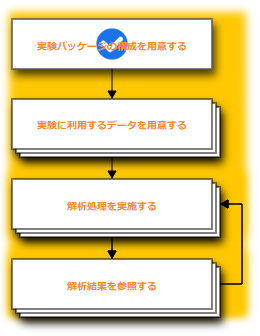 実験パッケージの構成を用意する
実験に利用するデータを用意する
解析処理を実施する
解析結果を参照する